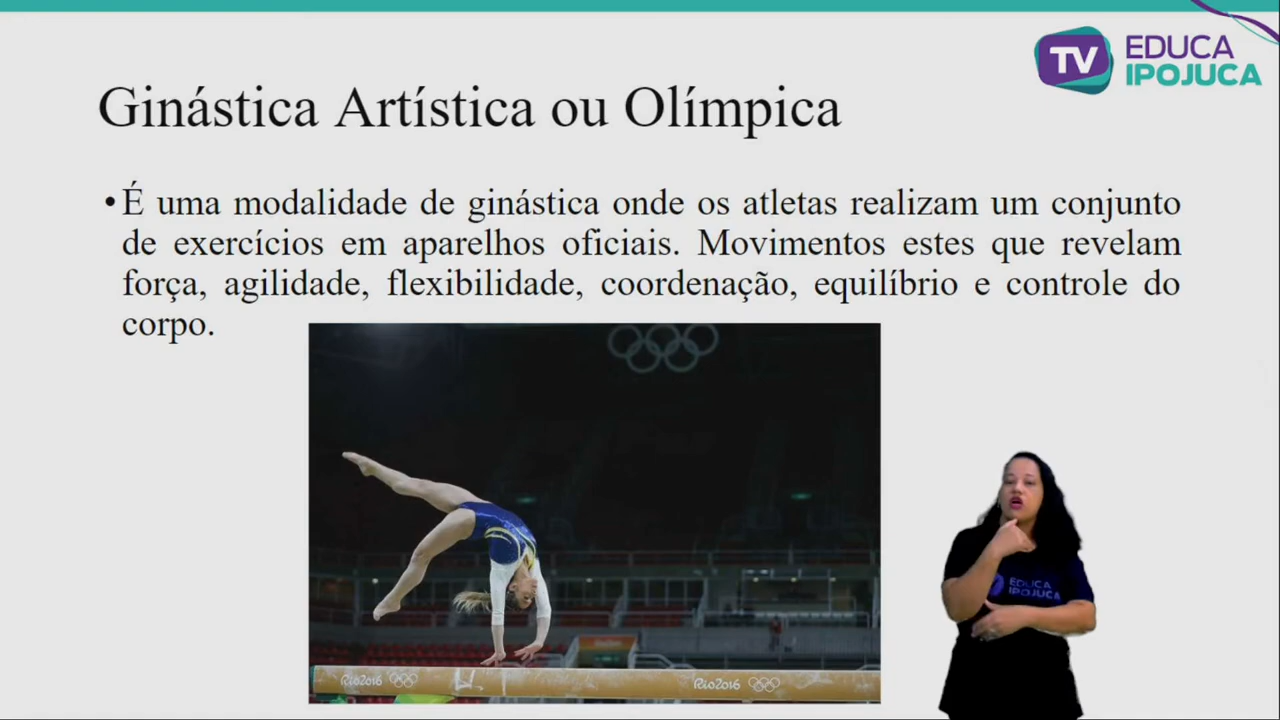 TV EDUCA
IPOJUCA
Ginástica Artística ou Olímpica
•É uma modalidade de ginástica onde os atletas realizam um conjunto
de exercícios em aparelhos oficiais. Movimentos estes que revelam
força, agilidade, flexibilidade, coordenação, equilíbrio e controle do
corpo.
EDUCA
IPOJUCA
Rio2016
Rio2016